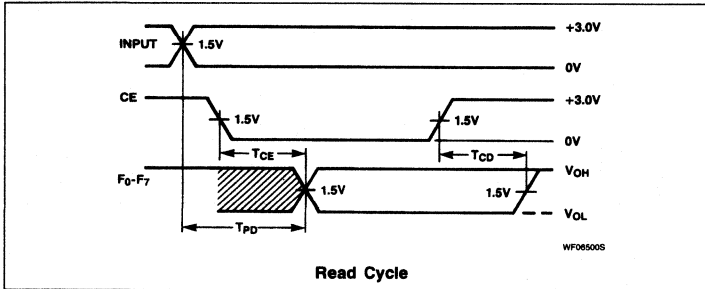 INPUT
1.5V
+3.0V
0V
CE
1.5V
1.5V
+3.0V
0V
TCE
TCD
F0-F7
1.5V
1.5V
VOH
VOL
TPD
WF06500S
Read Cycle